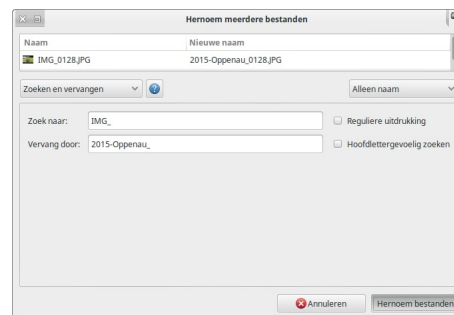 Hernoem meerdere bestanden
Naam Nieuwe naam
IMG_0128.JPG 2015-Oppenau_0128.JPG
Zoeken en vervangen Alleen naam
Zoek naar: IMG_ Reguliere uitdrukking
Vervang door: 2015-Oppenau_ Hoofdlettergevoelig zoeken
Annuleren Hernoem bestanden